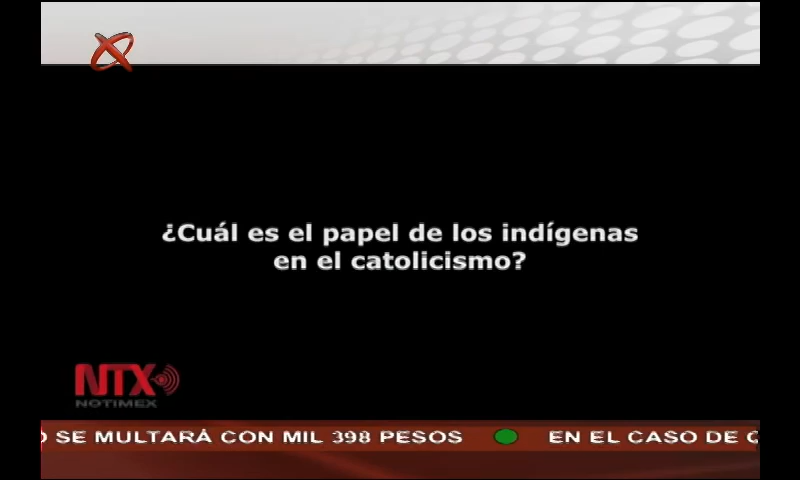 ¿Cuál es el papel de los indígenas
en el catolicismo?
NTX
NOTIMEX
SE MULTARÁ CON MIL 398 PESOS EN EL CASO DE